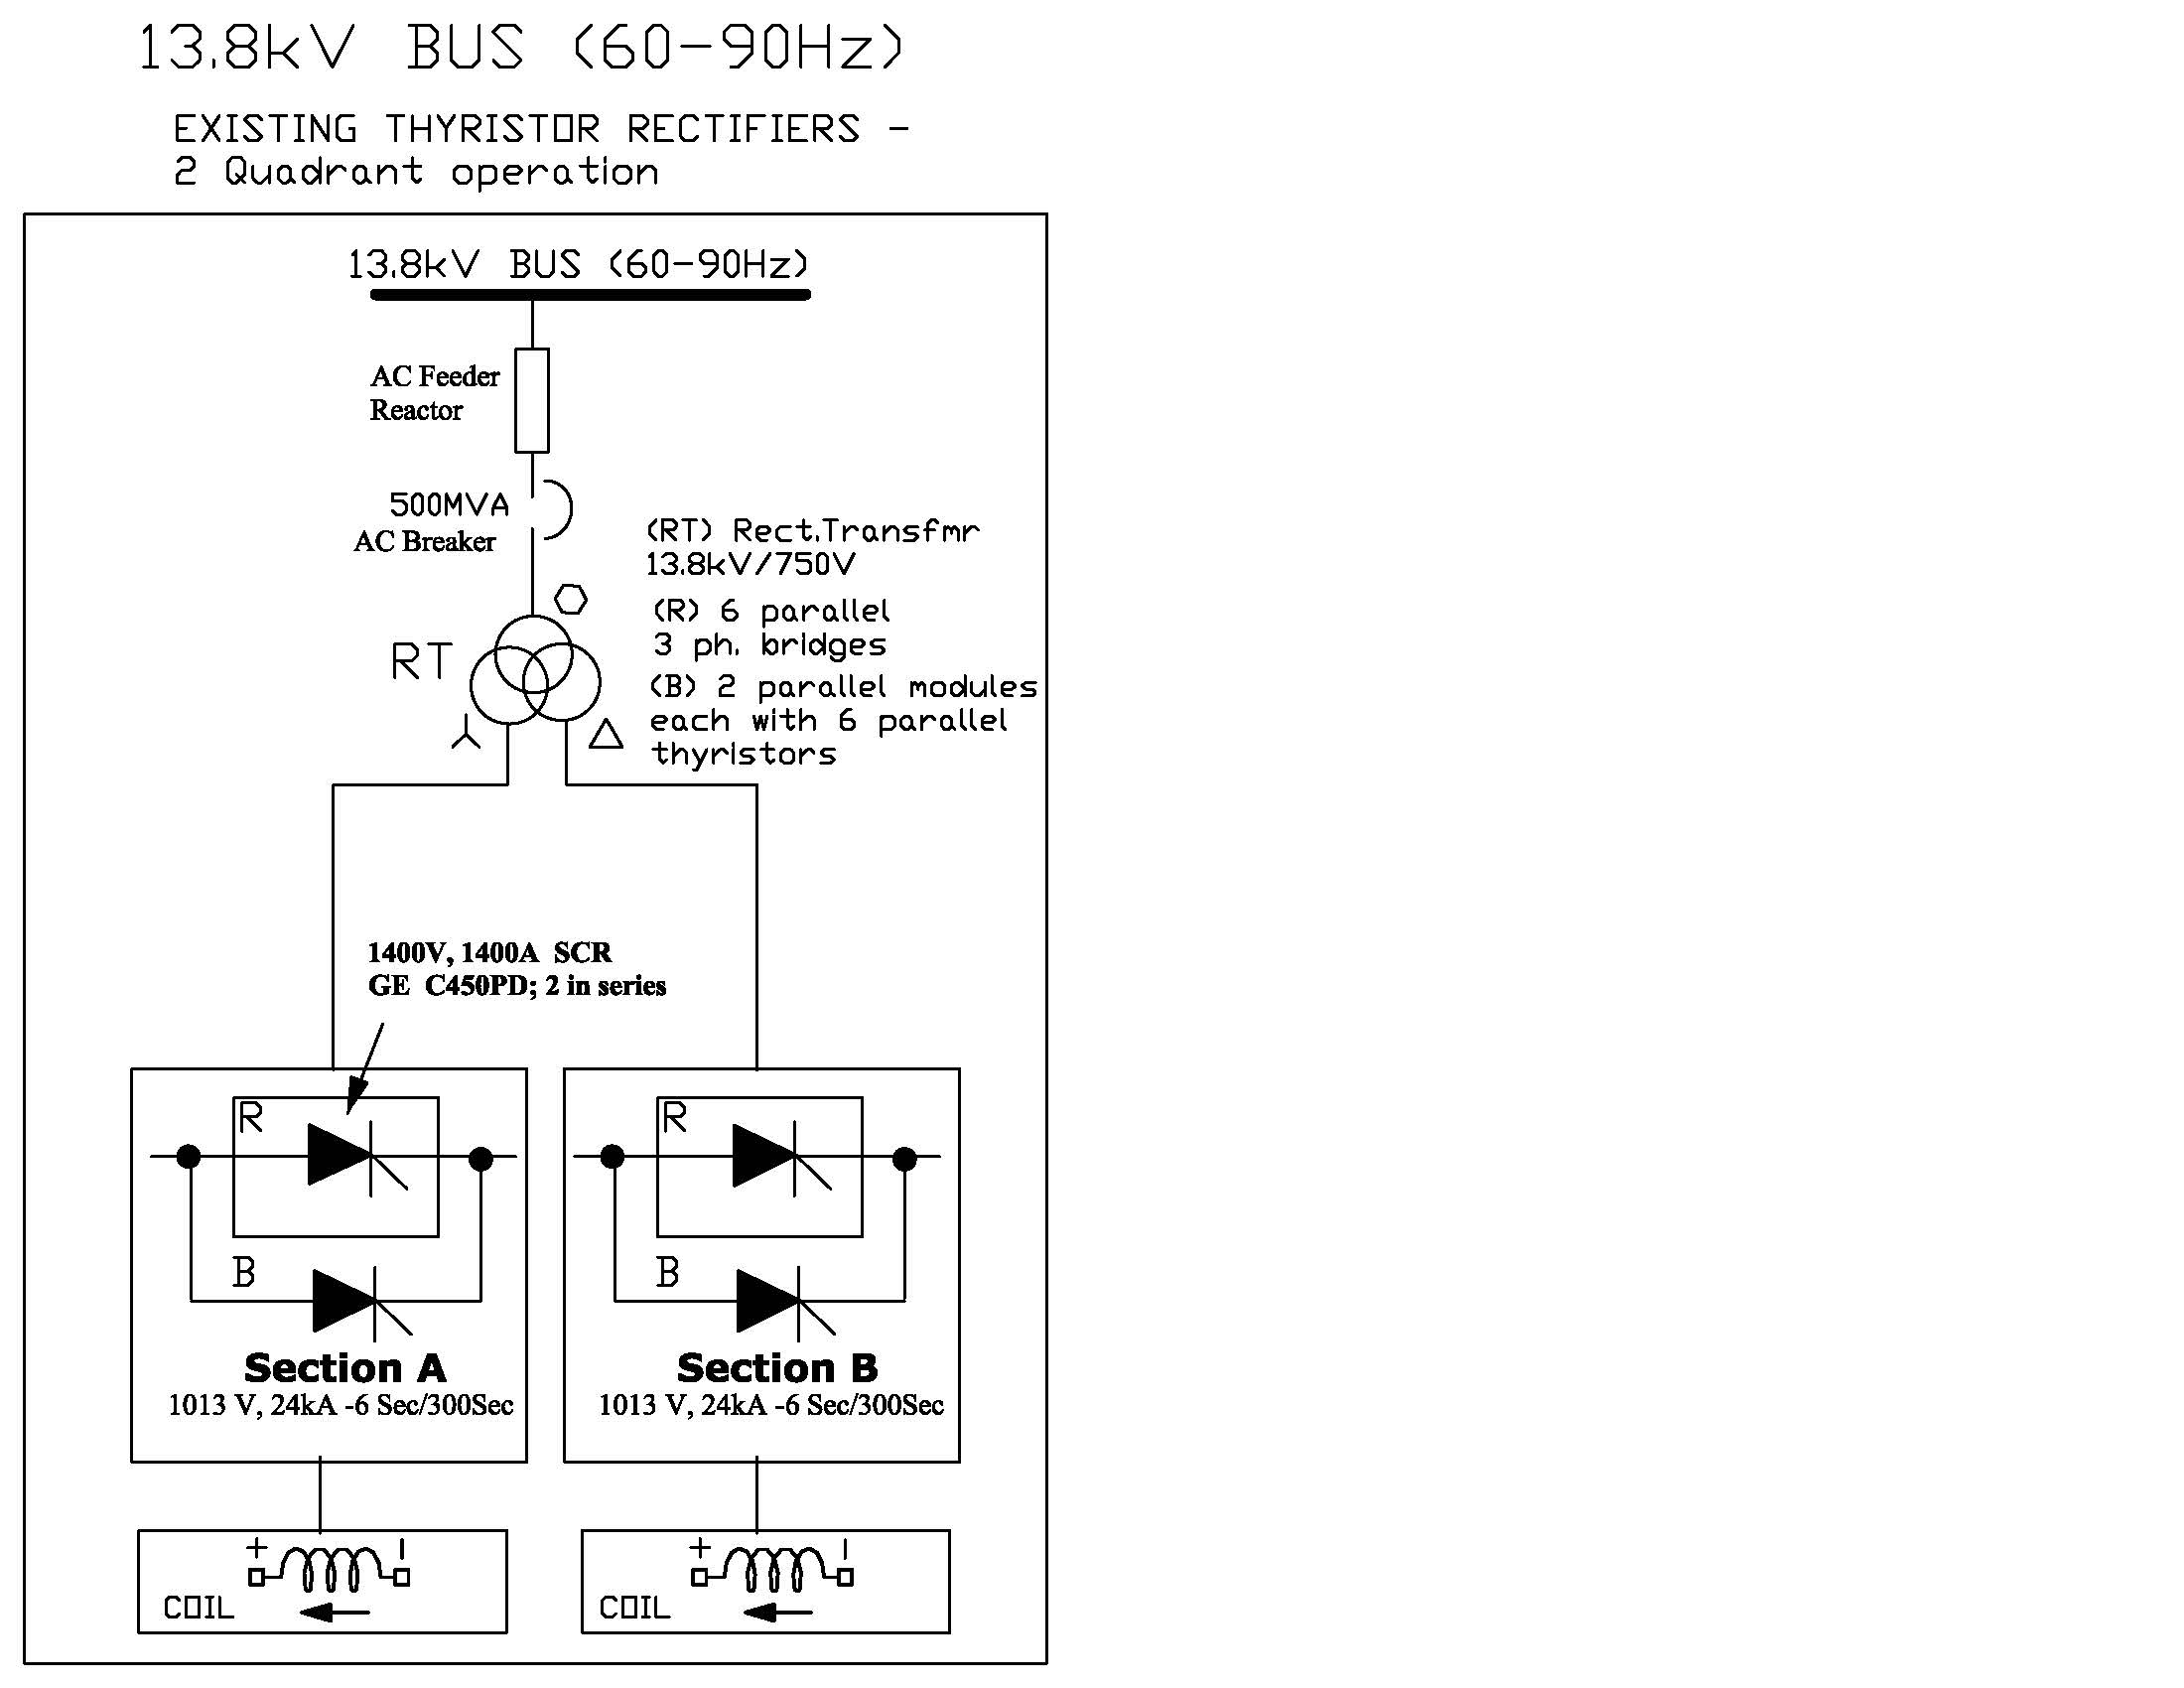 13.8kV BUS (60-90Hz)
EXISTING THYRISTOR RECTIFIERS -
2 Quadrant operation
13.8kV BUS (60-90Hz)
AC Feeder
Reactor
500MVA
AC Breaker
(RT) Rect.Transfmr
13.8kV/750V
(R) 6 parallel
3 ph. bridges
(B) 2 parallel modules
each with 6 parallel
thyristors
RT
1400V, 1400A SCR
GE C450PD; 2 in series
R
B
Section A
1013 V, 24kA -6 Sec/300Sec
R
B
Section B
1013 V, 24kA -6 Sec/300Sec
+ -
COIL
+ -
COIL